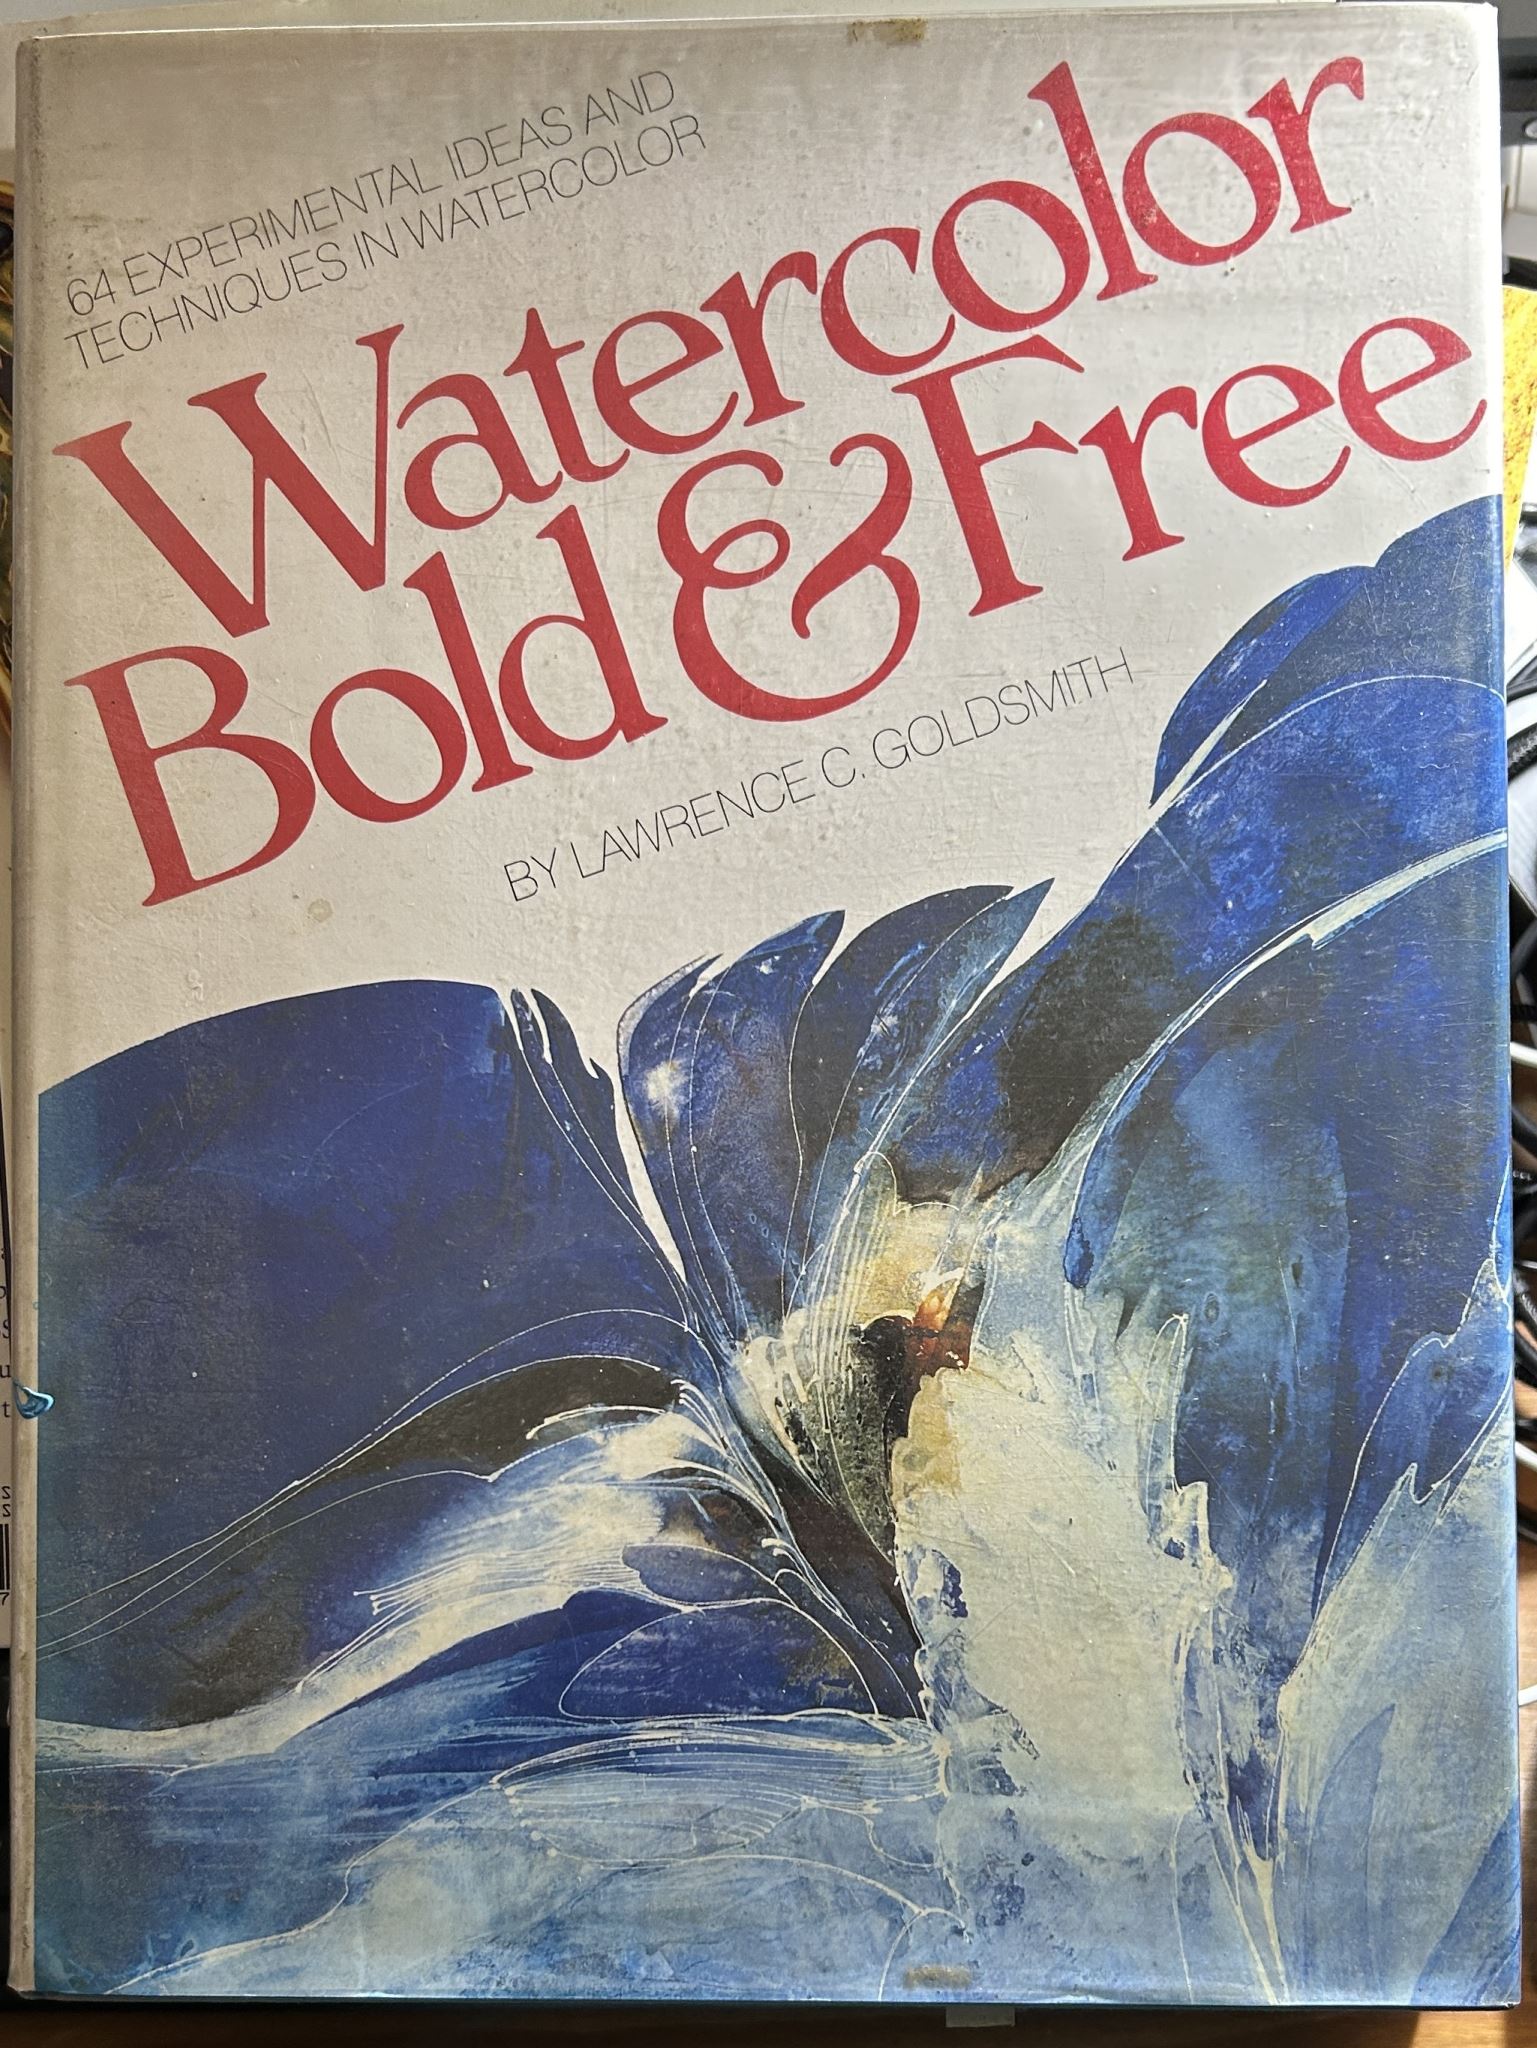 64 EXPERIMENTAL IDEAS AND
TECHNIQUES IN WATERCOLOR
Watercolor
Bold & Free
BY LAWRENCE C. GOLDSMITH